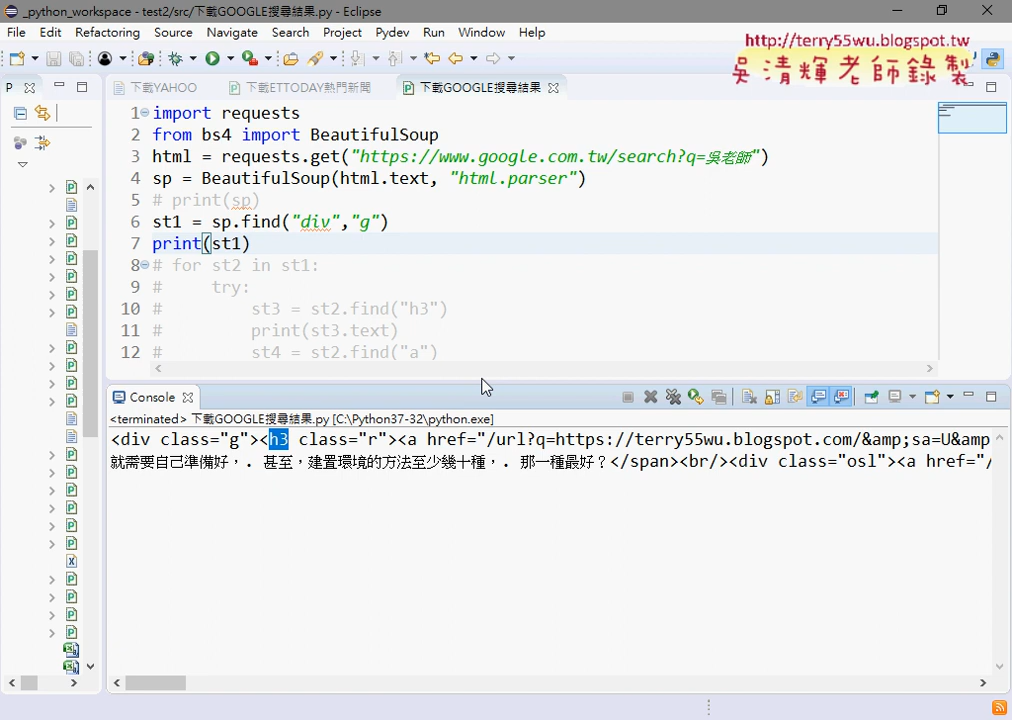 _python_workspace - test2/src/下載GOOGLE搜尋結果.py - Eclipse
File Edit Refactoring Source Navigate Search Project Pydev Run Window Help
http://terry55wu.blogspot.tw
吳清輝老師錄製
P
下載YAHOO
下載ETTODAY熱門新聞
下載GOOGLE搜尋結果
1 import requests
2 from bs4 import BeautifulSoup
3 html = requests.get("https://www.google.com.tw/search?q=吳老師")
4 sp = BeautifulSoup(html.text, "html.parser")
5 # print(sp)
6 st1 = sp.find("div","g")
7 print(st1)
8 # for st2 in st1:
9 #     try:
10 #         st3 = st2.find("h3")
11 #         print(st3.text)
12 #         st4 = st2.find("a")
Console
<terminated> 下載GOOGLE搜尋結果.py [C:\Python37-32\python.exe]
<div class="g"><h3 class="r"><a href="/url?q=https://terry55wu.blogspot.com/&amp;sa=U&amp
就需要自己準備好，. 甚至，建置環境的方法至少幾十種，. 那一種最好？</span><br/><div class="osl"><a href="/